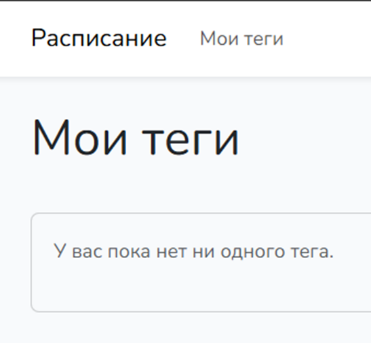 Расписание Мои теги
Мои теги
У вас пока нет ни одного тега.